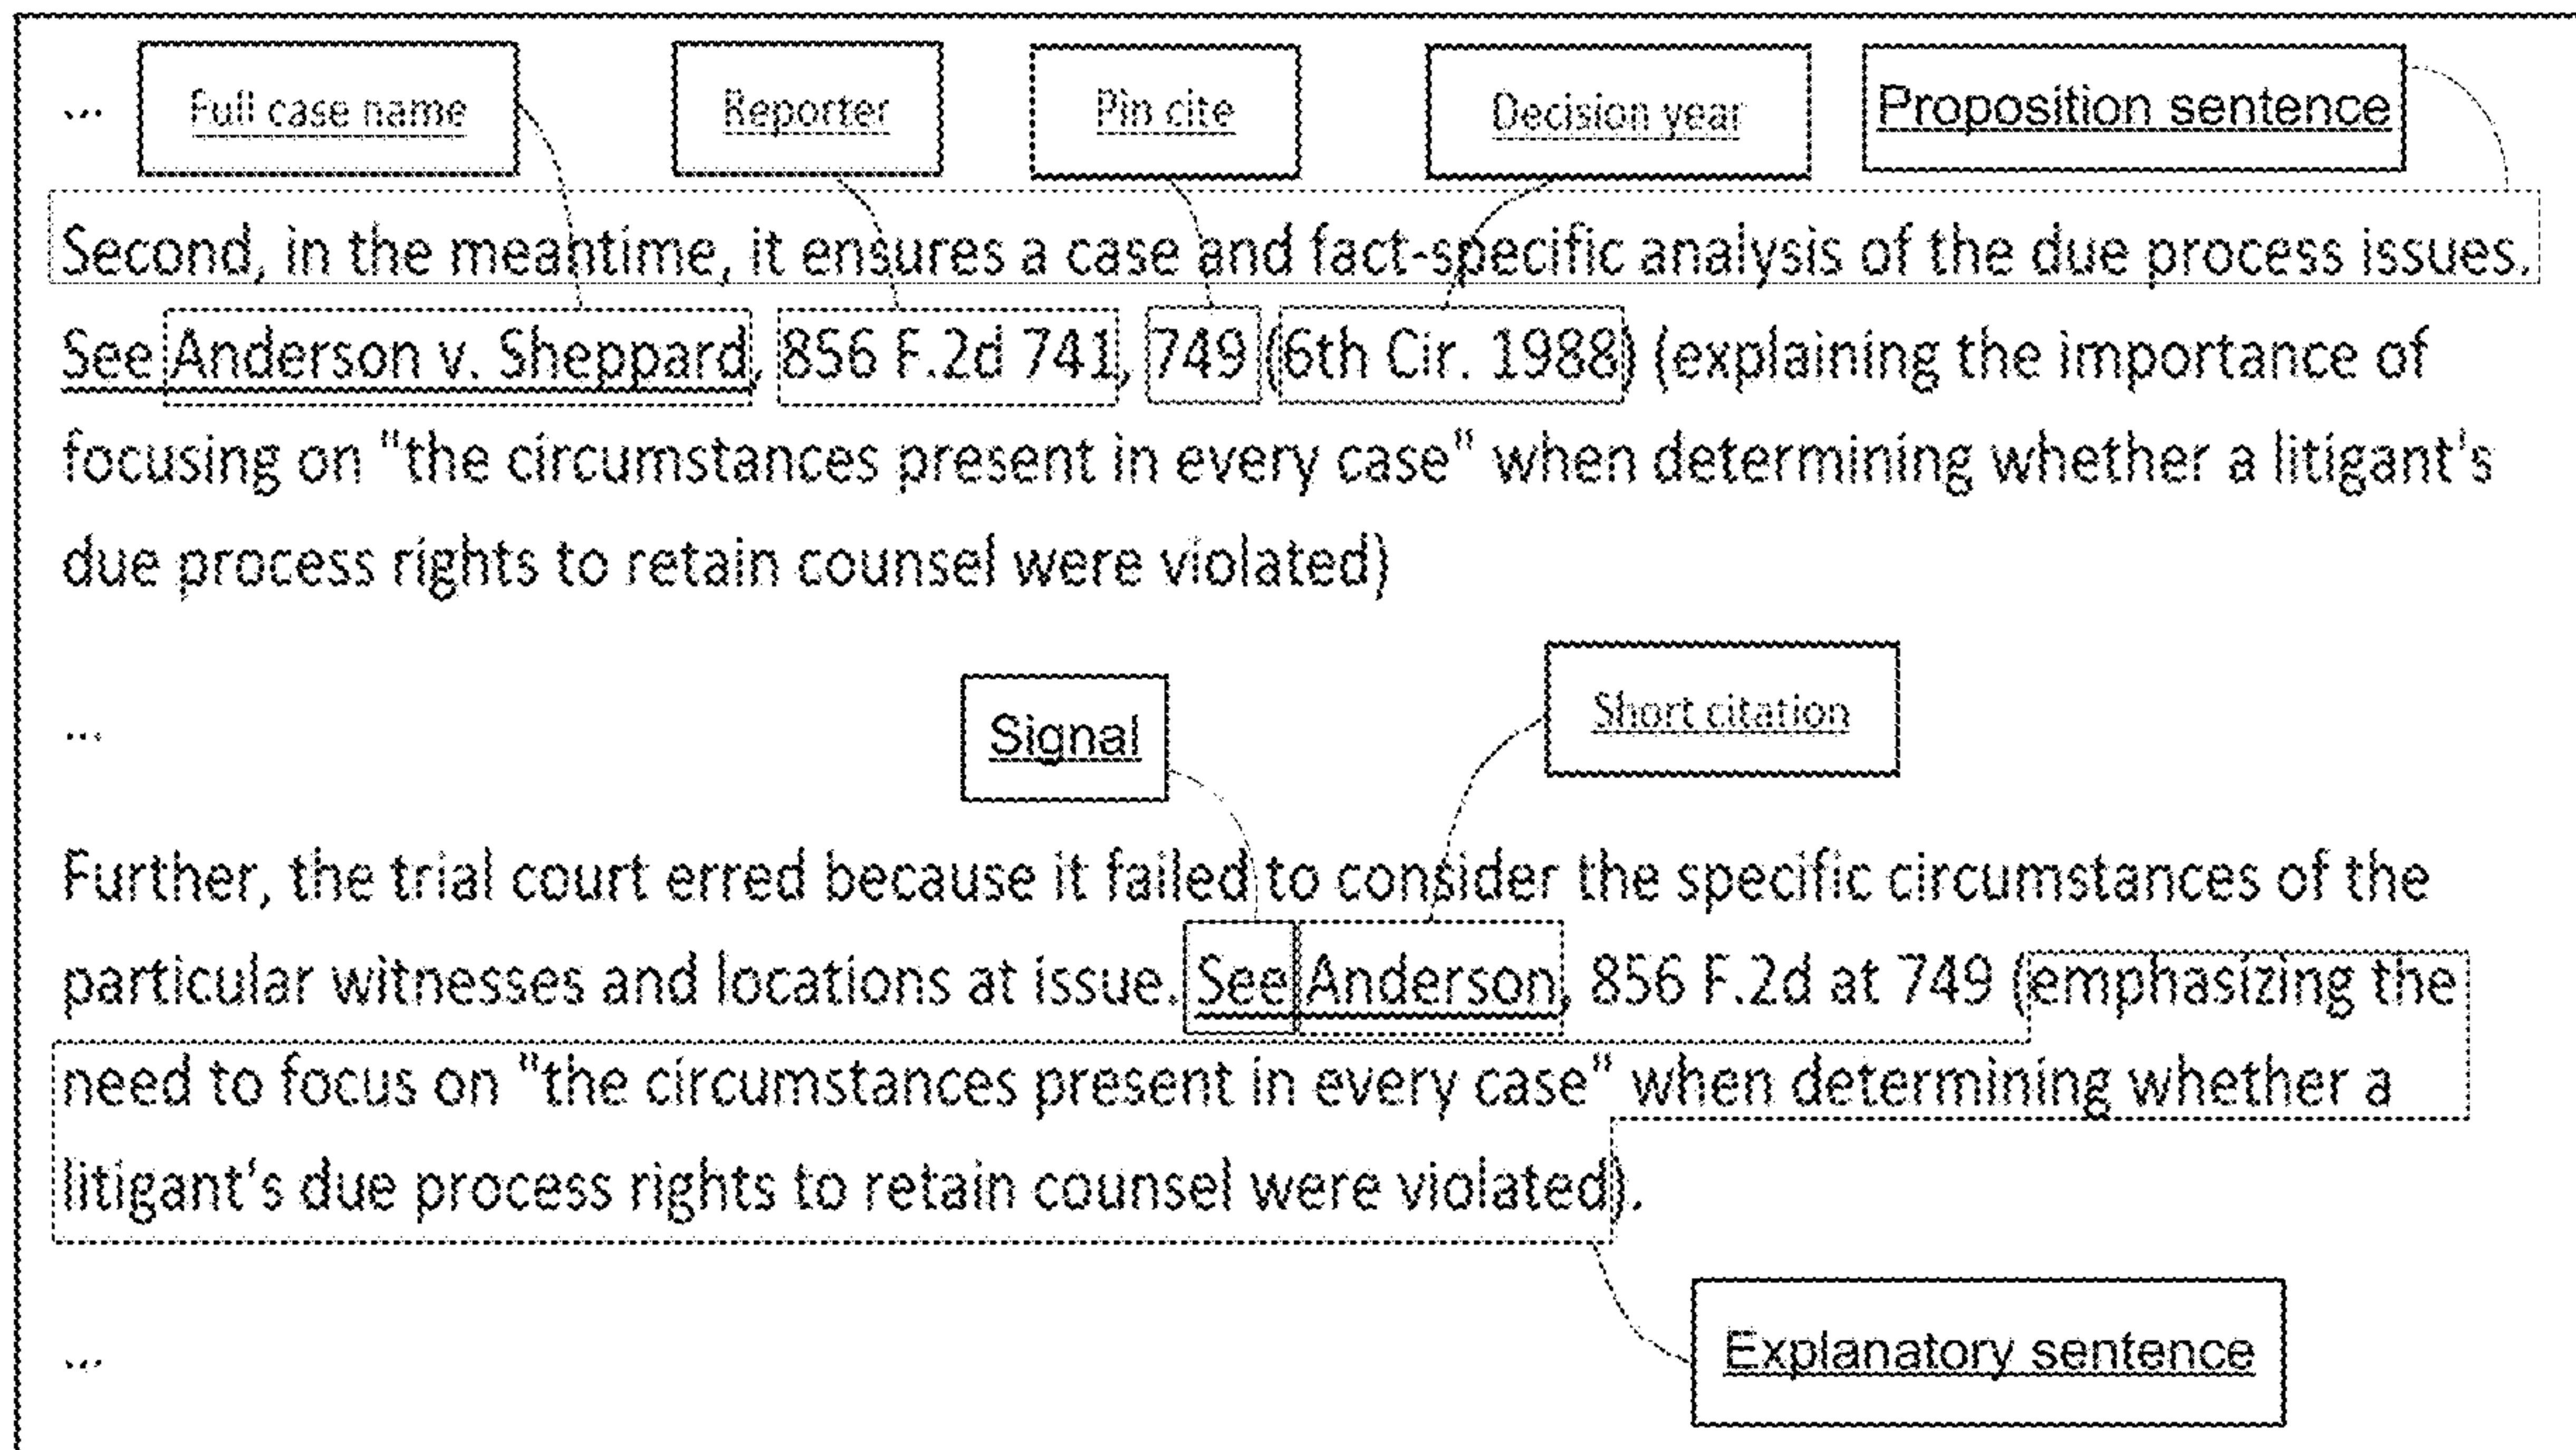 ... Full case name Reporter Pin cite Decision year Proposition sentence
Second, in the meantime, it ensures a case and fact-specific analysis of the due process issues.
See Anderson v. Sheppard, 856 F.2d 741, 749 (6th Cir. 1988) (explaining the importance of
focusing on "the circumstances present in every case" when determining whether a litigant's
due process rights to retain counsel were violated)
... Signal Short citation
Further, the trial court erred because it failed to consider the specific circumstances of the
particular witnesses and locations at issue. See Anderson, 856 F.2d at 749 (emphasizing the
need to focus on "the circumstances present in every case" when determining whether a
litigant's due process rights to retain counsel were violated).
... Explanatory sentence